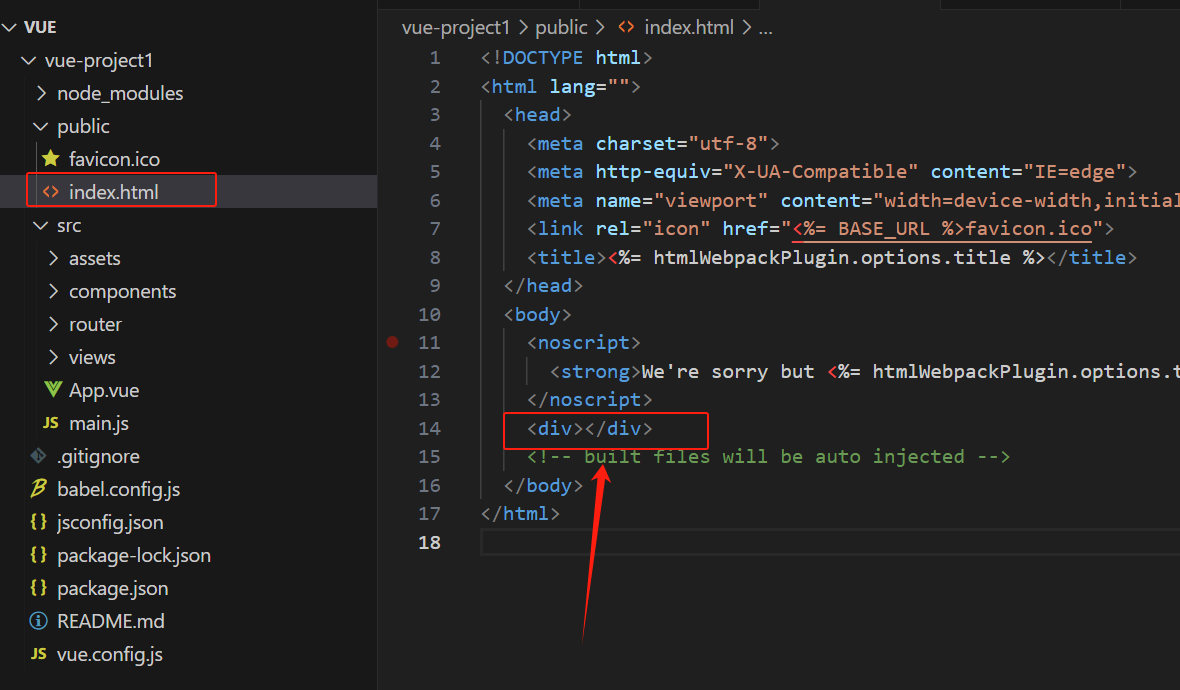 VUE
vue-project1
node_modules
public
favicon.ico
index.html
src
assets
components
router
views
App.vue
JS main.js
.gitignore
babel.config.js
{} jsconfig.json
{} package-lock.json
{} package.json
README.md
JS vue.config.js
vue-project1 > public > <> index.html > ...
1 <!DOCTYPE html>
2 <html lang="">
3 <head>
4 <meta charset="utf-8">
5 <meta http-equiv="X-UA-Compatible" content="IE=edge">
6 <meta name="viewport" content="width=device-width,initial
7 <link rel="icon" href="<%= BASE_URL %>favicon.ico">
8 <title><%= htmlWebpackPlugin.options.title %></title>
9 </head>
10 <body>
11 <noscript>
12 <strong>We're sorry but <%= htmlWebpackPlugin.options.t
13 </noscript>
14 <div></div>
15 <!-- built files will be auto injected -->
16 </body>
17 </html>
18